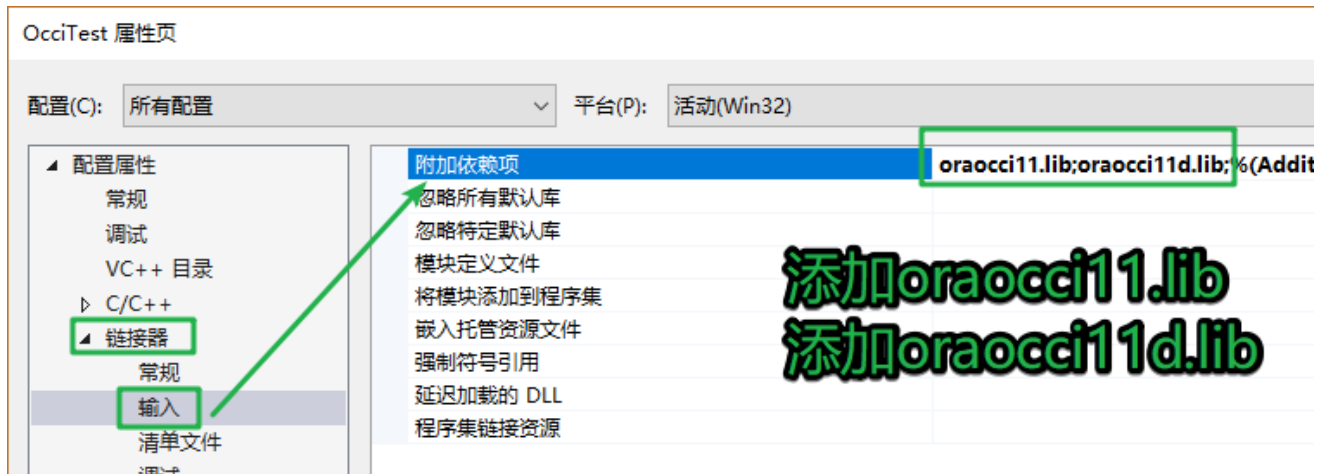 OcciTest 属性页
配置(C): 所有配置 平台(P): 活动(Win32)
配置属性
常规
调试
VC++ 目录
C/C++
链接器
常规
输入
清单文件
调试
附加依赖项 oraocci11.lib;oraocci11d.lib;%(Addit
忽略所有默认库
忽略特定默认库
模块定义文件
将模块添加到程序集
嵌入托管资源文件
强制符号引用
延迟加载的 DLL
程序集链接资源
添加oraocci11.lib
添加oraocci11d.lib